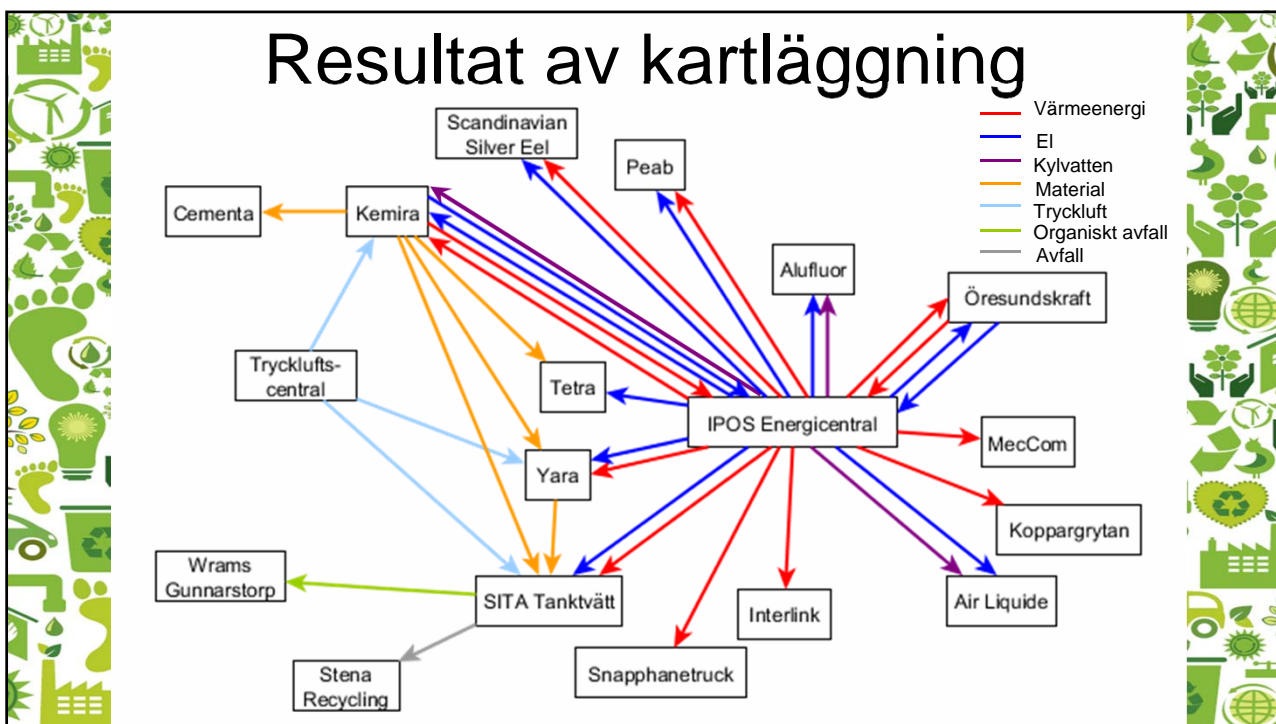 Resultat av kartläggning
Värmeenergi
El
Kylvatten
Material
Tryckluft
Organiskt avfall
Avfall
Scandinavian
Silver Eel
Peab
Cementa
Kemira
Alufluor
Öresundskraft
Trycklufts-
central
Tetra
IPOS Energicentral
MecCom
Yara
Koppargrytan
Wrams
Gunnarstorp
SITA Tanktvätt
Interlink
Air Liquide
Snapphanetruck
Stena
Recycling